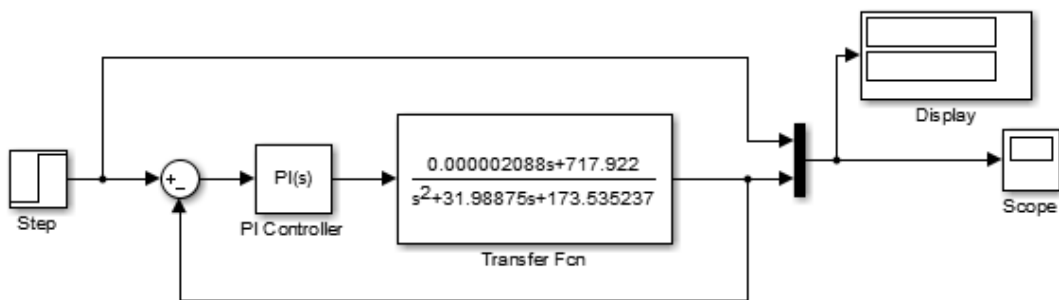 Display
0.000002088s+717.922
PI(s)
s²+31.98875s+173.535237
Step
PI Controller
Transfer Fcn
Scope
+
-